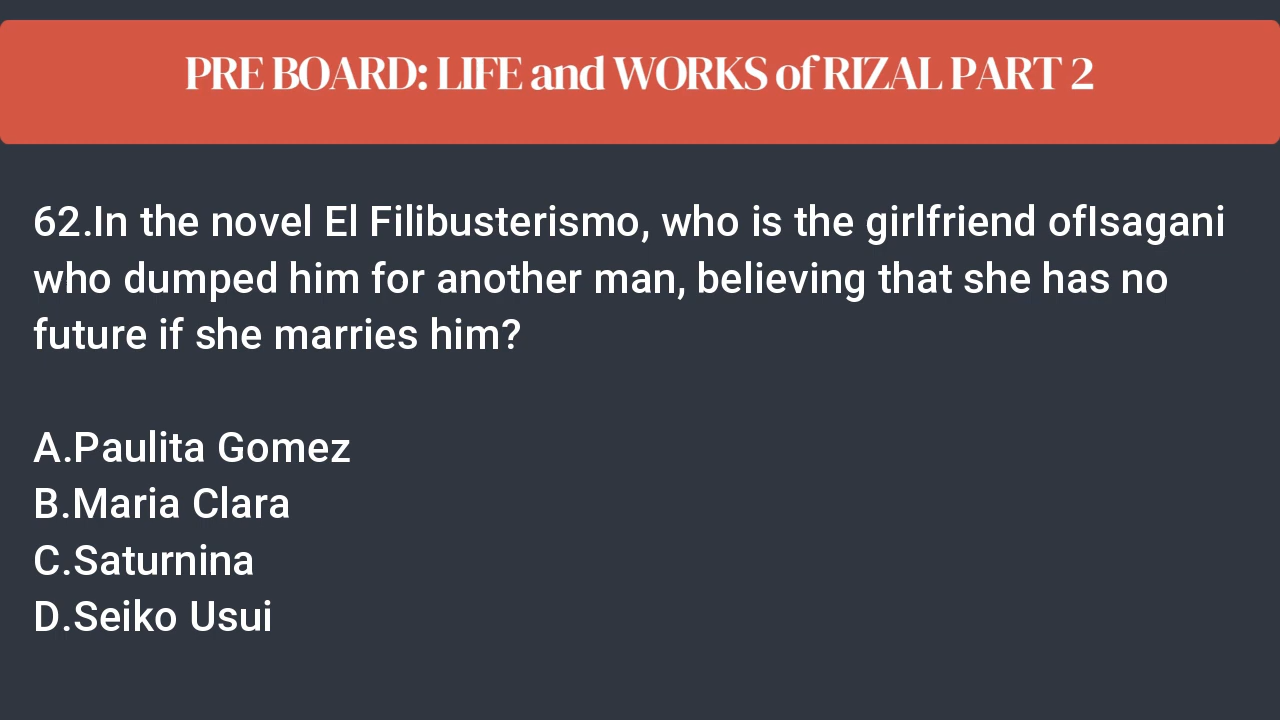 PRE BOARD: LIFE and WORKS of RIZAL PART 2
62.In the novel El Filibusterismo, who is the girlfriend ofIsagani
who dumped him for another man, believing that she has no
future if she marries him?
A.Paulita Gomez
B.Maria Clara
C.Saturnina
D.Seiko Usui